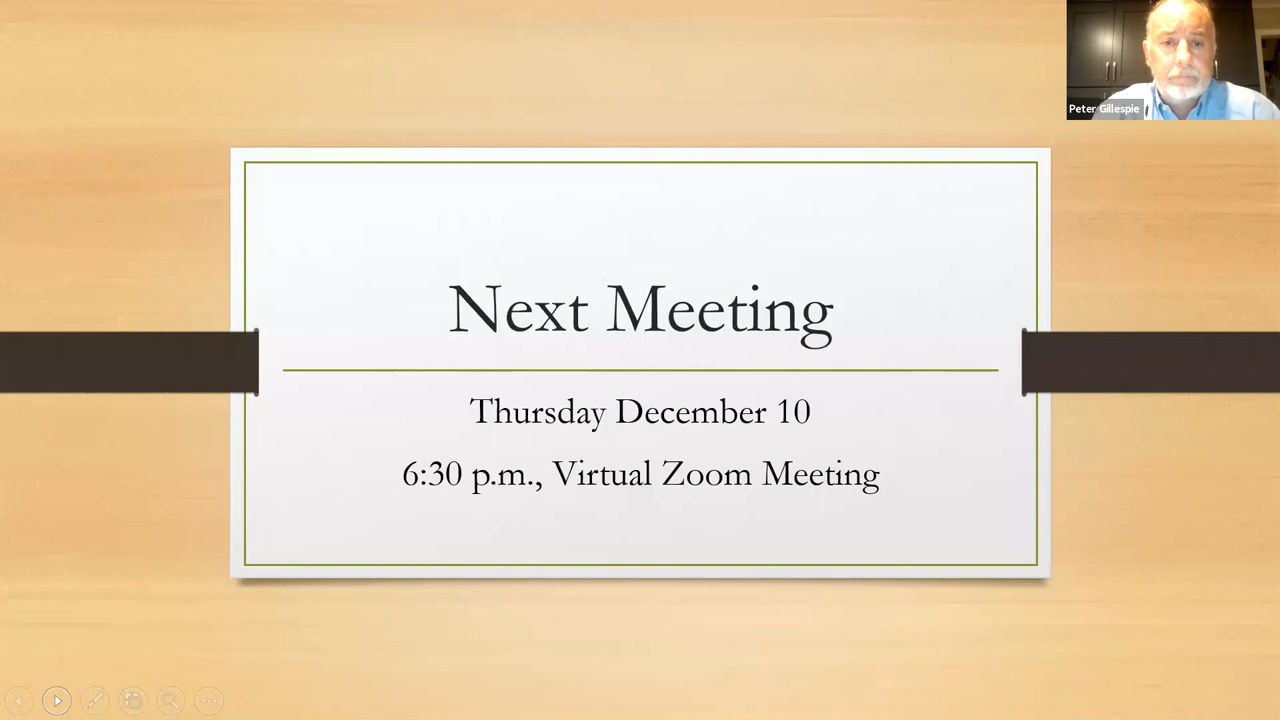 Peter Gillespie
Next Meeting
Thursday December 10
6:30 p.m., Virtual Zoom Meeting